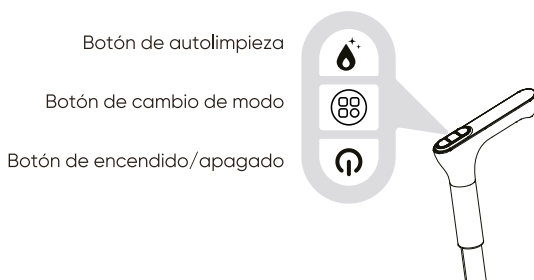 Botón de autolimpieza
Botón de cambio de modo
Botón de encendido/apagado